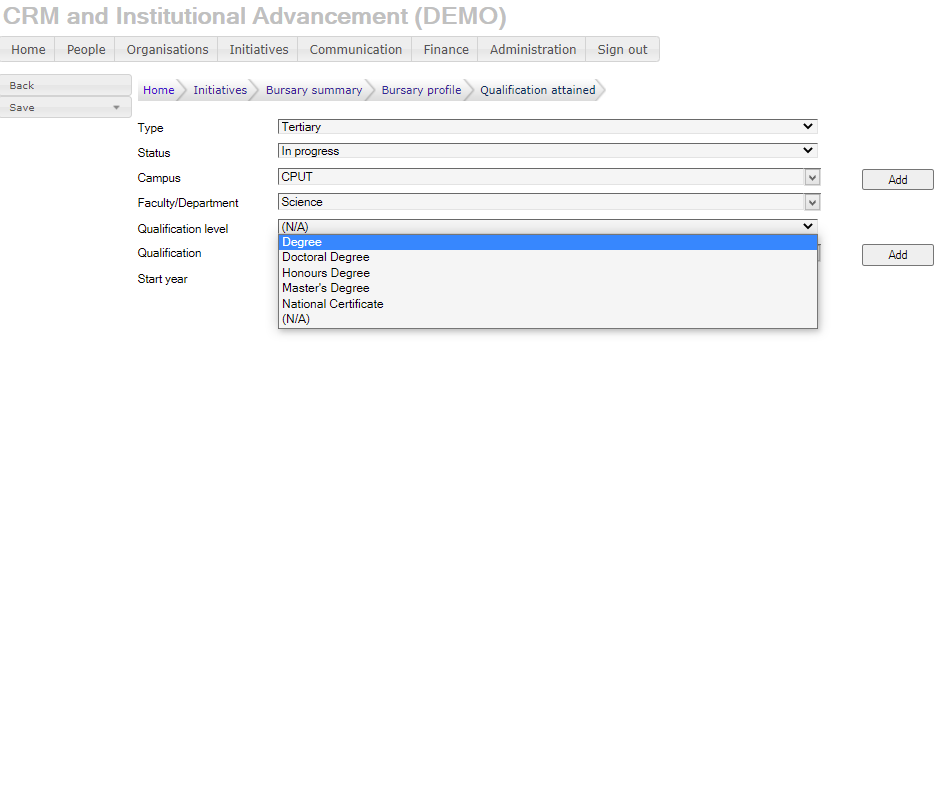 CRM and Institutional Advancement (DEMO)
Home People Organisations Initiatives Communication Finance Administration Sign out
Back
Save
Home Initiatives Bursary summary Bursary profile Qualification attained
Type Tertiary
Status In progress
Campus CPUT Add
Faculty/Department Science
Qualification level (N/A)
Degree
Doctoral Degree
Honours Degree
Master's Degree
National Certificate
(N/A)
Qualification Add
Start year